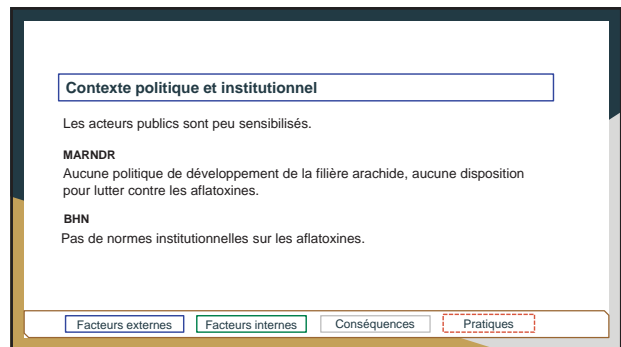 Contexte politique et institutionnel
Les acteurs publics sont peu sensibilisés.
MARNDR
Aucune politique de développement de la filière arachide, aucune disposition
pour lutter contre les aflatoxines.
BHN
Pas de normes institutionnelles sur les aflatoxines.
Facteurs externes Facteurs internes Conséquences Pratiques